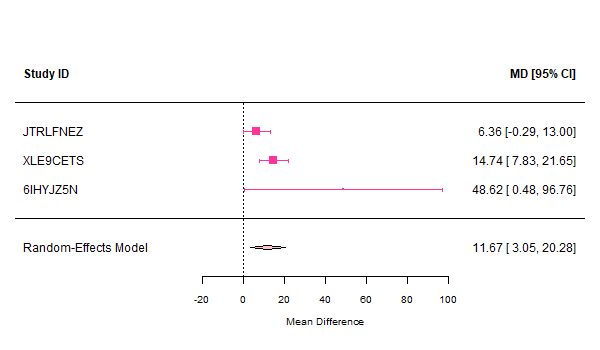 Study ID MD [95% CI]
JTRLFNEZ 6.36 [-0.29, 13.00]
XLE9CETS 14.74 [ 7.83, 21.65]
6IHYJZ5N 48.62 [ 0.48, 96.76]
Random-Effects Model 11.67 [ 3.05, 20.28]
-20 0 20 40 60 80 100
Mean Difference